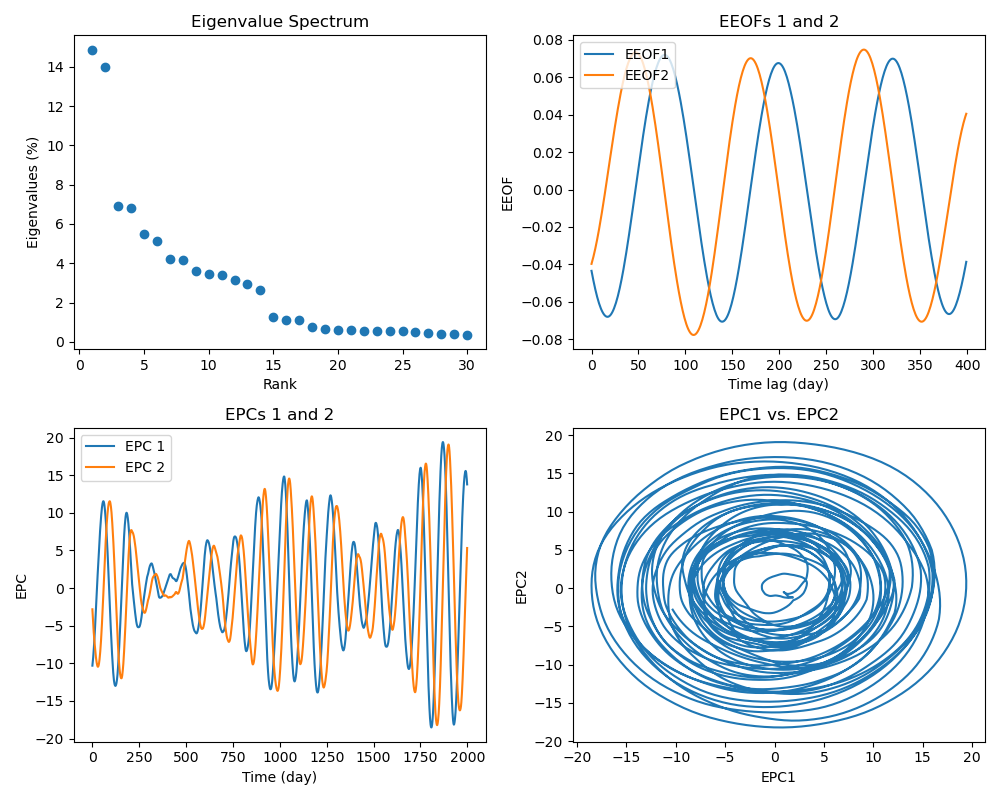 Eigenvalue Spectrum
Eigenvalues (%)
14
12
10
8
6
4
2
0
0 5 10 15 20 25 30
Rank
EEOFs 1 and 2
EEOF1
EEOF2
EEOF
0.08
0.06
0.04
0.02
0.00
−0.02
−0.04
−0.06
−0.08
0 50 100 150 200 250 300 350 400
Time lag (day)
EPCs 1 and 2
EPC 1
EPC 2
EPC
20
15
10
5
0
−5
−10
−15
−20
0 250 500 750 1000 1250 1500 1750 2000
Time (day)
EPC1 vs. EPC2
EPC2
20
15
10
5
0
−5
−10
−15
−20
−20 −15 −10 −5 0 5 10 15 20
EPC1